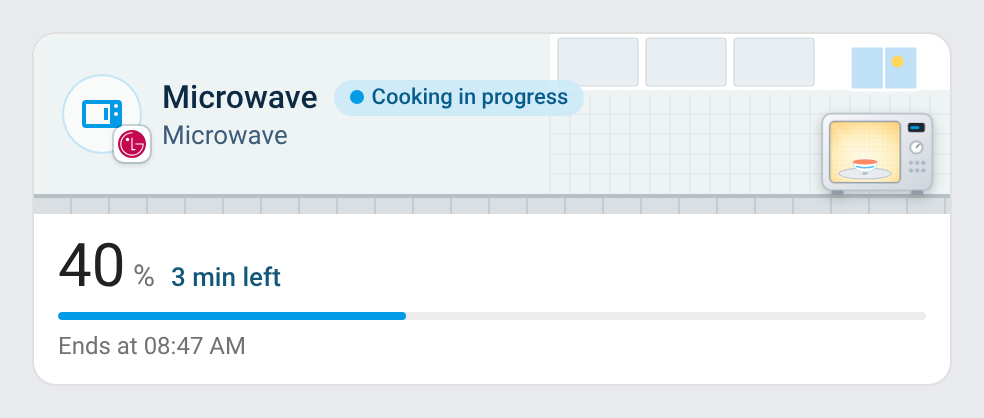 Microwave
Cooking in progress
Microwave
40 % 3 min left
Ends at 08:47 AM